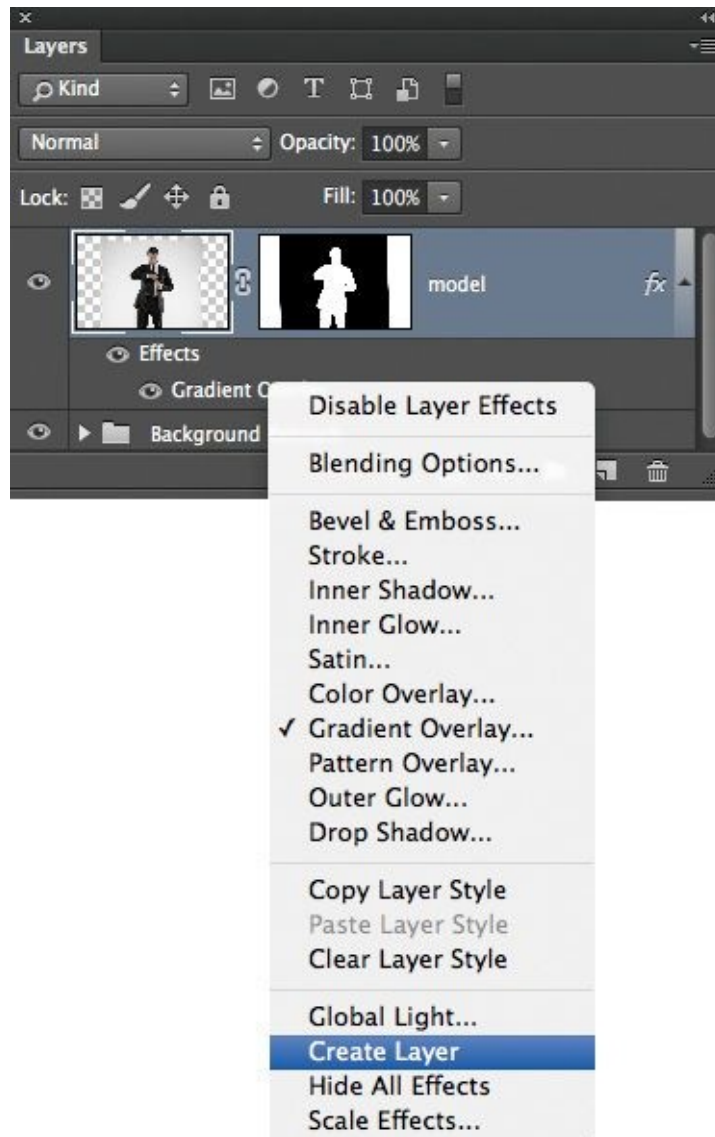 Layers
Kind
Normal Opacity: 100%
Lock: Fill: 100%
model fx
Effects
Gradient
Background
Disable Layer Effects
Blending Options...
Bevel & Emboss...
Stroke...
Inner Shadow...
Inner Glow...
Satin...
Color Overlay...
✓ Gradient Overlay...
Pattern Overlay...
Outer Glow...
Drop Shadow...
Copy Layer Style
Paste Layer Style
Clear Layer Style
Global Light...
Create Layer
Hide All Effects
Scale Effects...